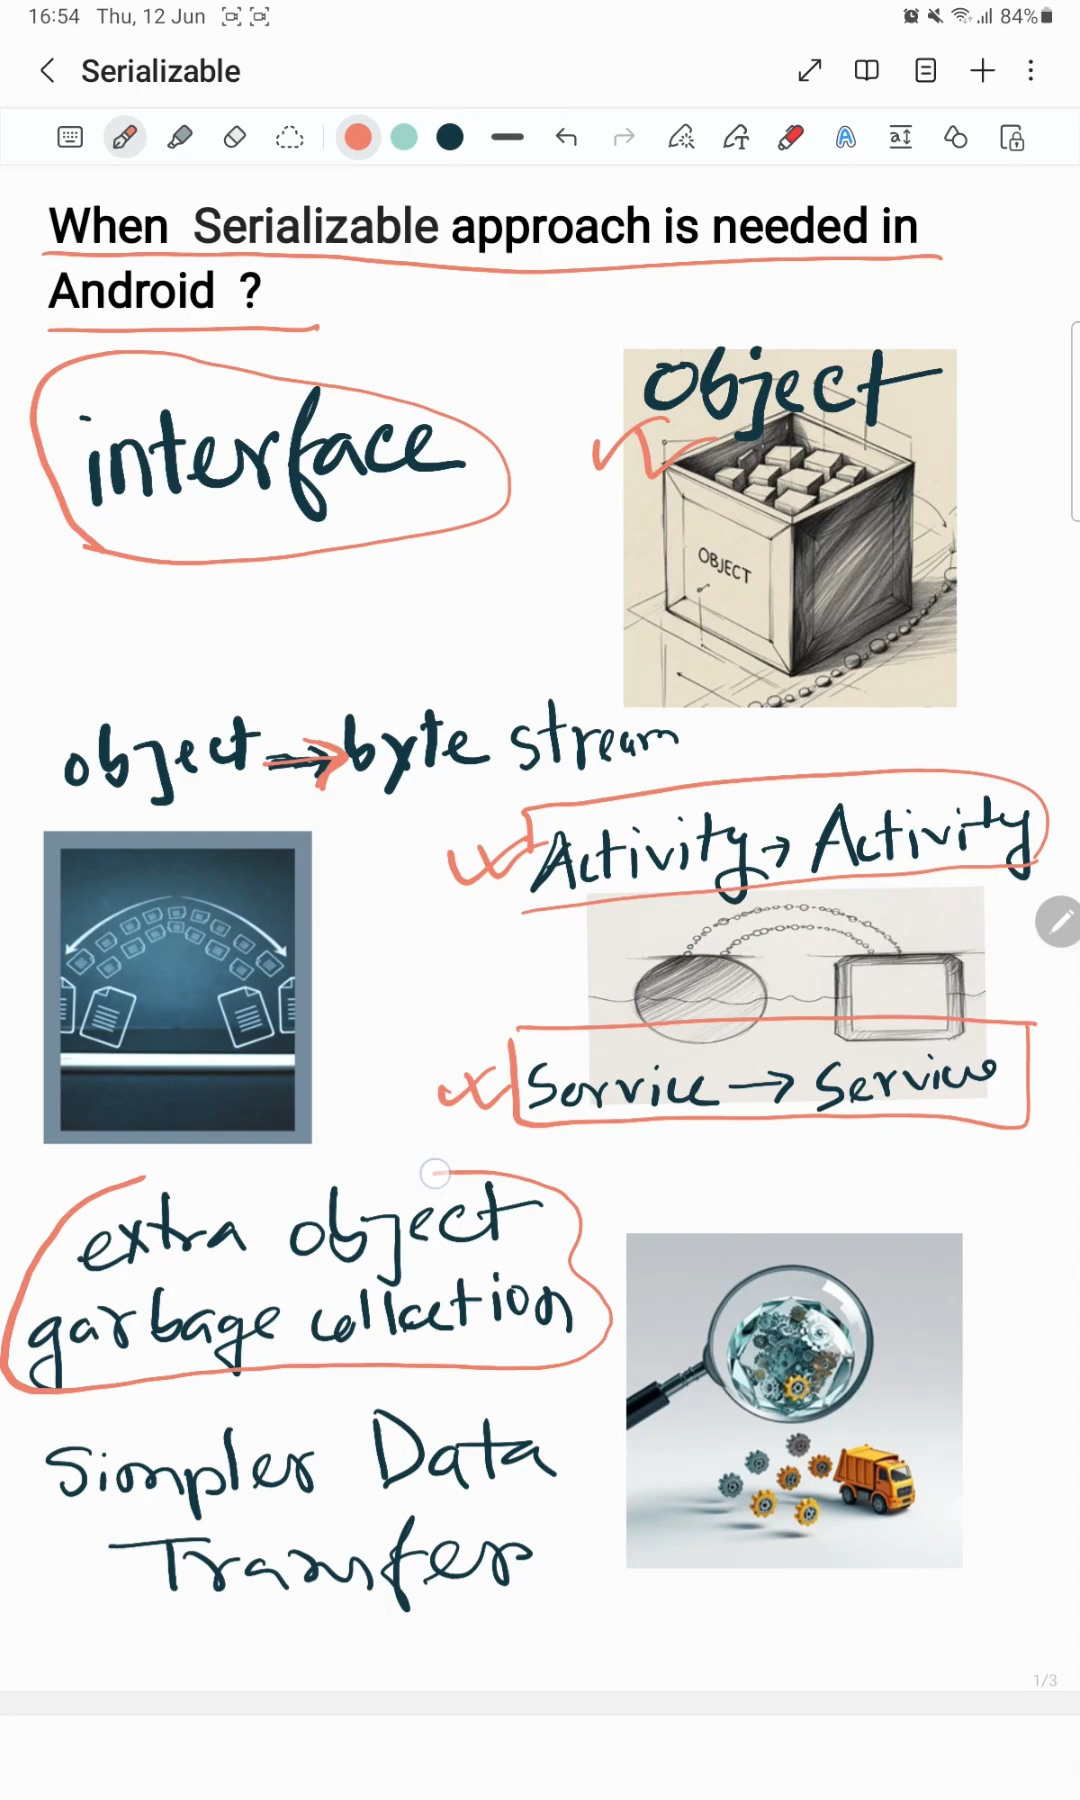 16:54 Thu, 12 Jun 84%
Serializable
When Serializable approach is needed in
Android ?
interface
Object
OBJECT
object → byte stream
Activity → Activity
Service → Service
extra object
garbage collection
Simpler Data
Transfer
1/3